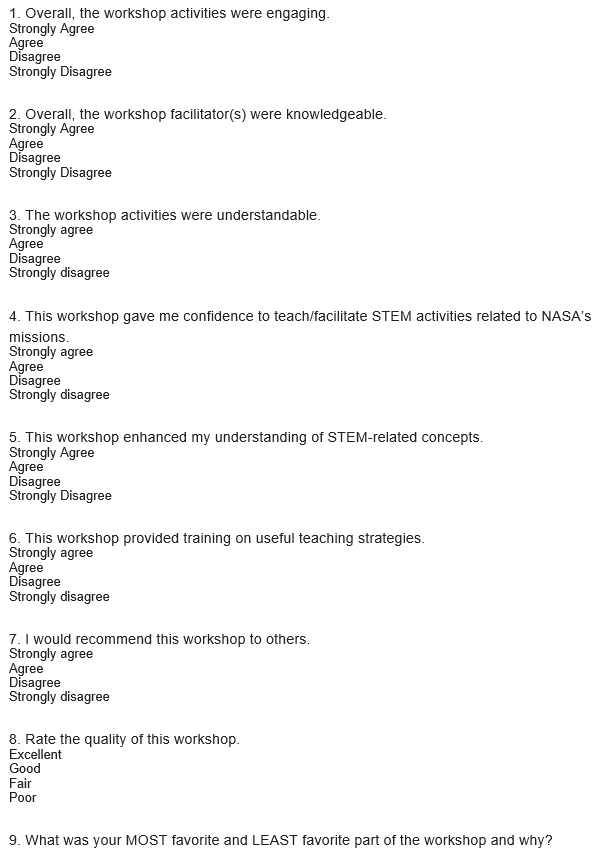 1. Overall, the workshop activities were engaging.
Strongly Agree
Agree
Disagree
Strongly Disagree
2. Overall, the workshop facilitator(s) were knowledgeable.
Strongly Agree
Agree
Disagree
Strongly Disagree
3. The workshop activities were understandable.
Strongly agree
Agree
Disagree
Strongly disagree
4. This workshop gave me confidence to teach/facilitate STEM activities related to NASA's
missions.
Strongly agree
Agree
Disagree
Strongly disagree
5. This workshop enhanced my understanding of STEM-related concepts.
Strongly Agree
Agree
Disagree
Strongly Disagree
6. This workshop provided training on useful teaching strategies.
Strongly agree
Agree
Disagree
Strongly disagree
7. I would recommend this workshop to others.
Strongly agree
Agree
Disagree
Strongly disagree
8. Rate the quality of this workshop.
Excellent
Good
Fair
Poor
9. What was your MOST favorite and LEAST favorite part of the workshop and why?